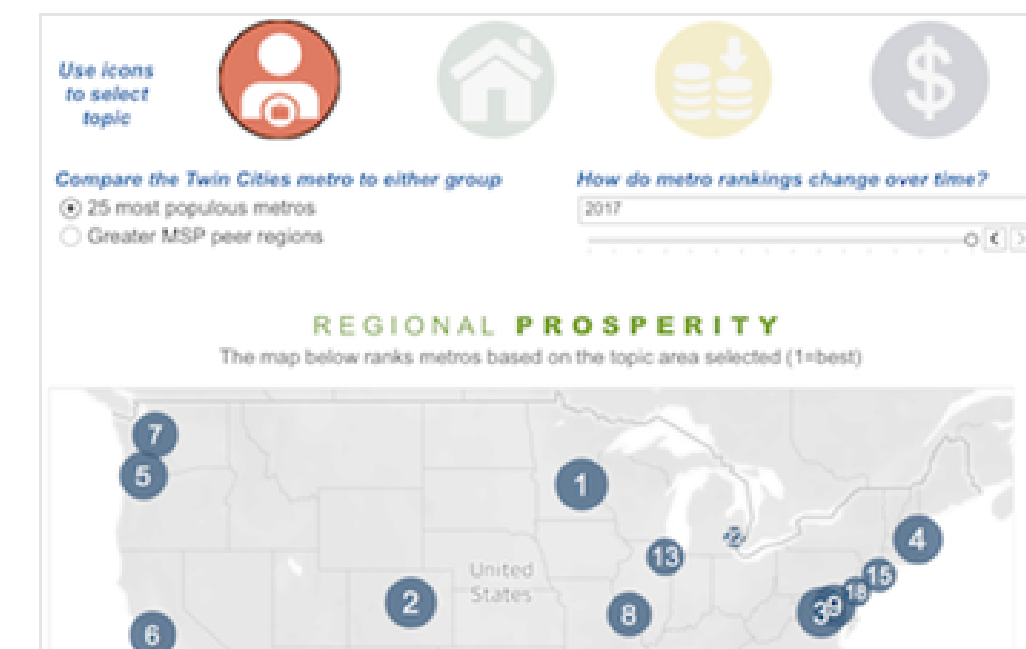 Use icons
to select
topic
$
Compare the Twin Cities metro to either group
25 most populous metros
Greater MSP peer regions
How do metro rankings change over time?
2017
REGIONAL PROSPERITY
The map below ranks metros based on the topic area selected (1=best)
7
5
1
4
13
15
18
United
States
2
8
3
9
6